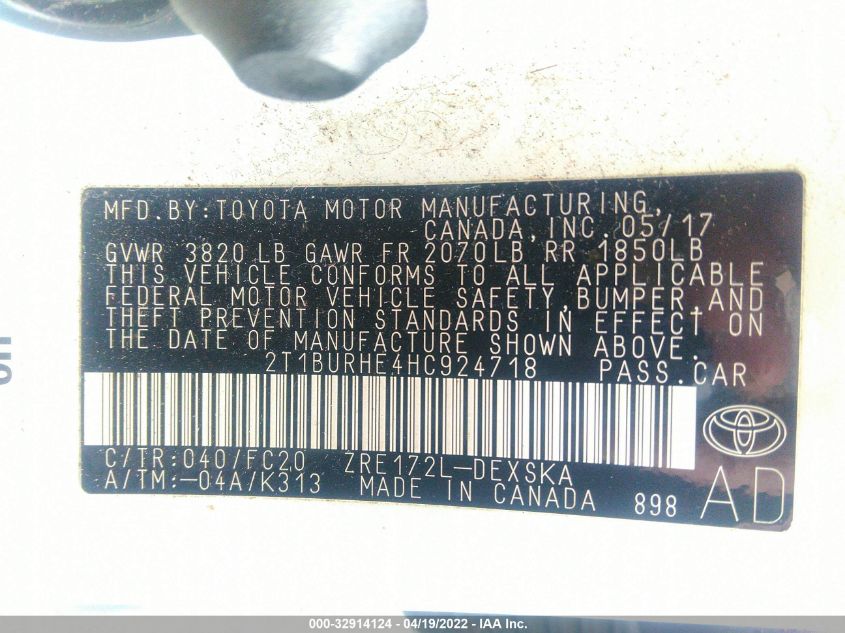 MFD.BY:TOYOTA MOTOR MANUFACTURING,
CANADA,INC.05/17
GVWR 3820 LB GAWR FR 2070LB RR 1850LB
THIS VEHICLE CONFORMS TO ALL APPLICABLE
FEDERAL MOTOR VEHICLE SAFETY,BUMPER,AND
THEFT PREVENTION STANDARDS IN EFFECT ON
THE DATE OF MANUFACTURE SHOWN ABOVE.
2T1BURHE4HC924718 PASS.CAR
C/TR:040/FC20 ZRE172L-DEXSKA
A/TM:-04A/K313 MADE IN CANADA 898
AD
000-32914124 - 04/19/2022 - IAA Inc.